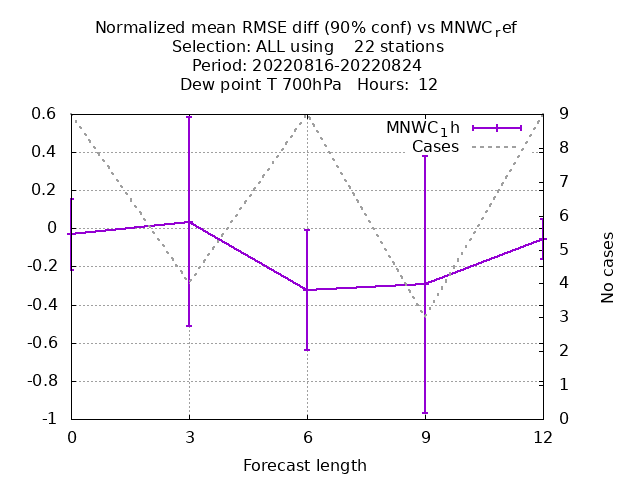 Normalized mean RMSE diff (90% conf) vs MNWC_ref
Selection: ALL using    22 stations
Period: 20220816-20220824
Dew point T 700hPa   Hours:  12
MNWC_1h
Cases
0.6
0.4
0.2
0
-0.2
-0.4
-0.6
-0.8
-1
9
8
7
6
5
4
3
2
1
0
No cases
0 3 6 9 12
Forecast length